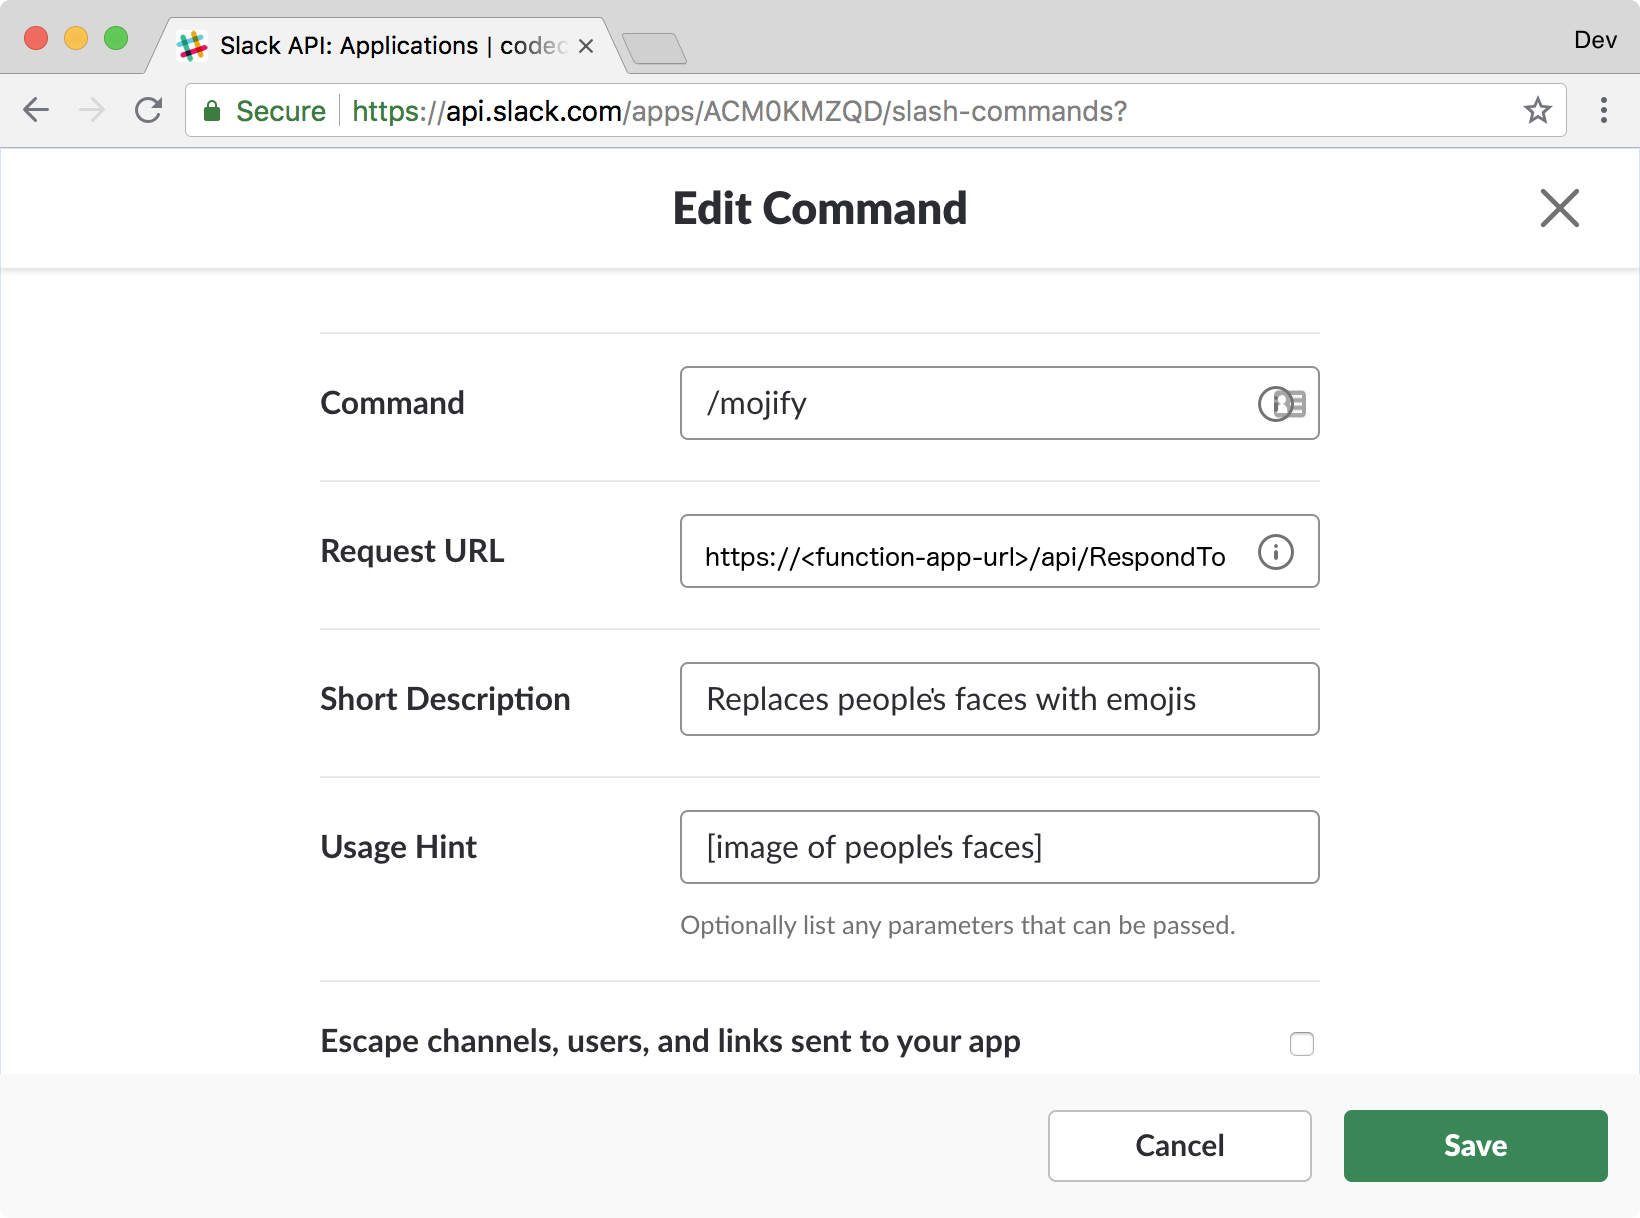 Slack API: Applications | codec
Dev
Secure
https://api.slack.com/apps/ACM0KMZQD/slash-commands?
Edit Command
Command
/mojify
Request URL
https://<function-app-url>/api/RespondTo
Short Description
Replaces people's faces with emojis
Usage Hint
[image of people's faces]
Optionally list any parameters that can be passed.
Escape channels, users, and links sent to your app
Cancel
Save